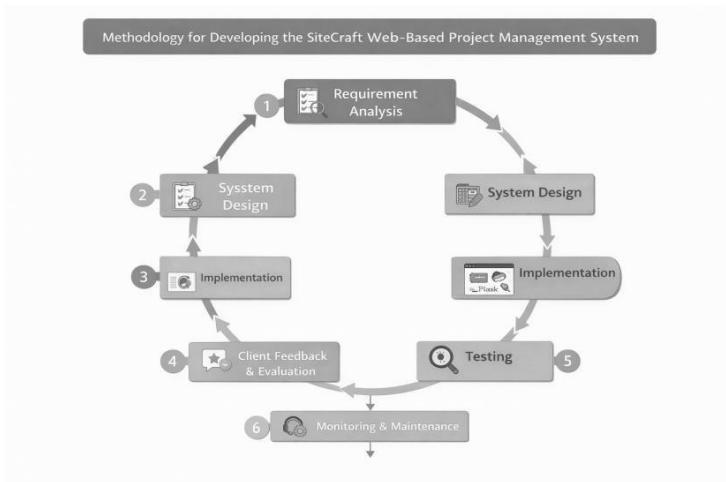 Methodology for Developing the SiteCraft Web-Based Project Management System
1
Requirement
Analysis
2
Sysstem
Design
System Design
3
Implementation
Implementation
Plask
4
Client Feedback
& Evaluation
Testing
5
6
Monitoring & Maintenance